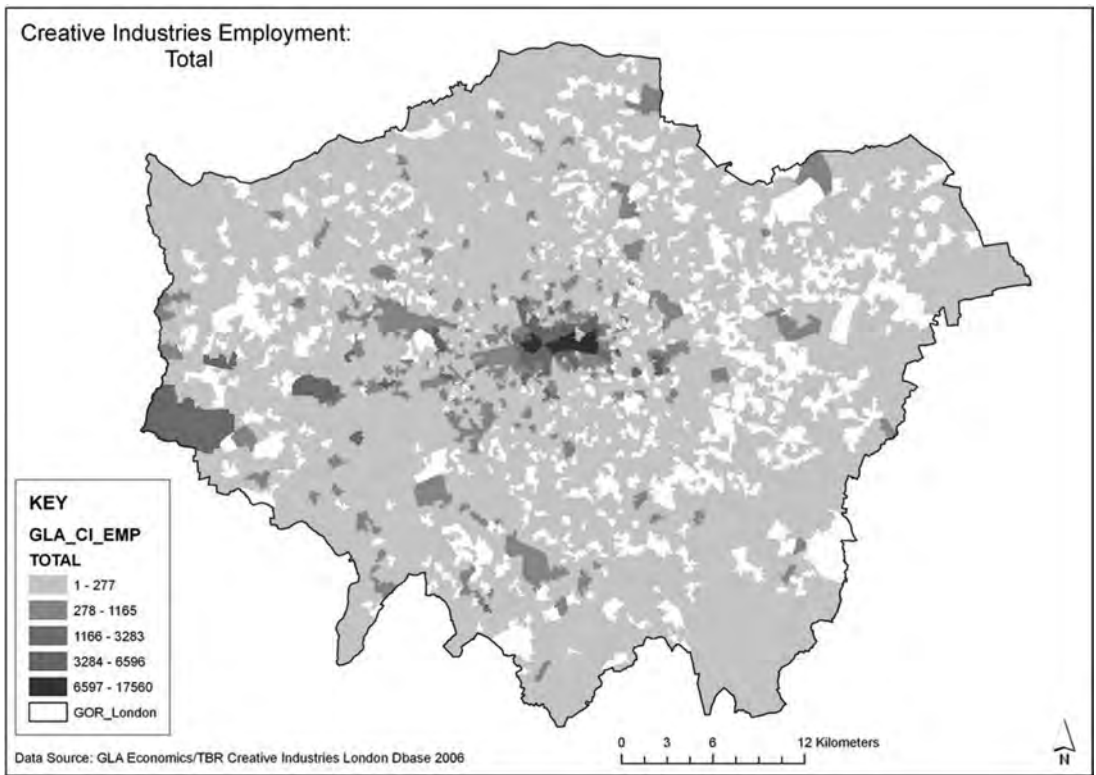 Creative Industries Employment:
Total
KEY
GLA_CI_EMP
TOTAL
1 - 277
278 - 1165
1166 - 3283
3284 - 6596
6597 - 17560
GOR_London
Data Source: GLA Economics/TBR Creative Industries London Dbase 2006
0 3 6 12 Kilometers
N